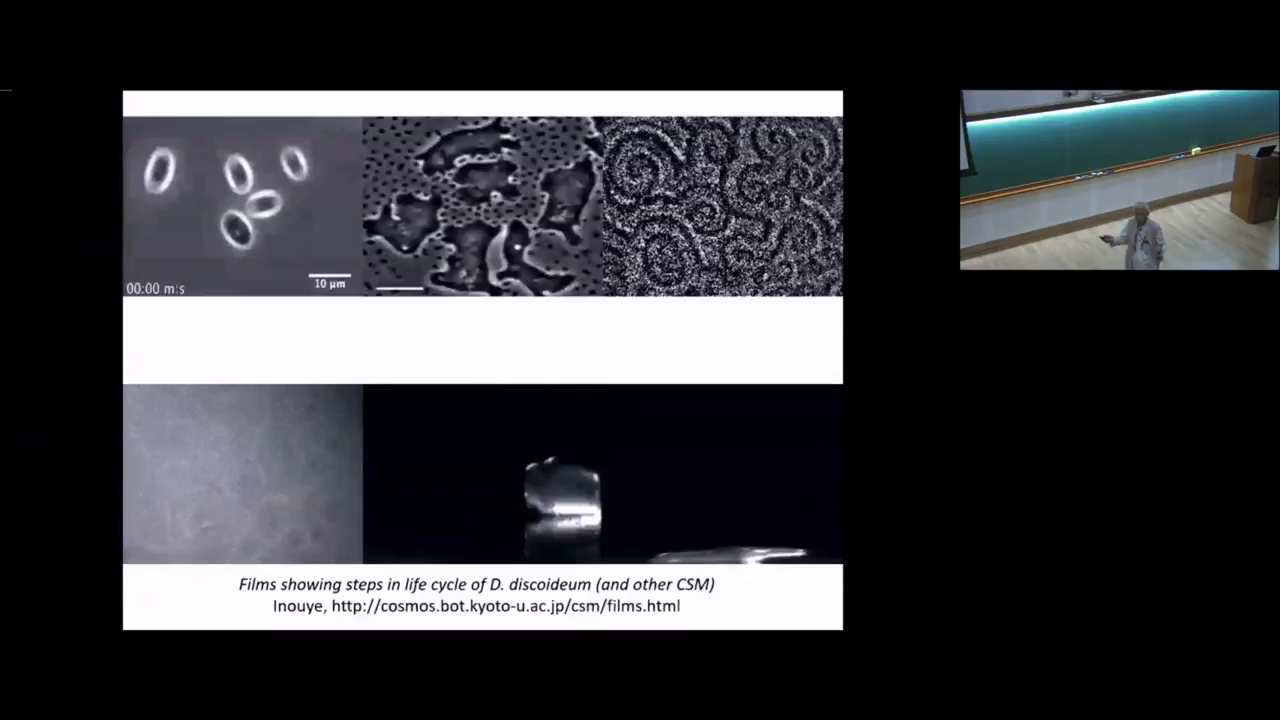 00:00 m:s
10 µm
Films showing steps in life cycle of D. discoideum (and other CSM)
Inouye, http://cosmos.bot.kyoto-u.ac.jp/csm/films.html